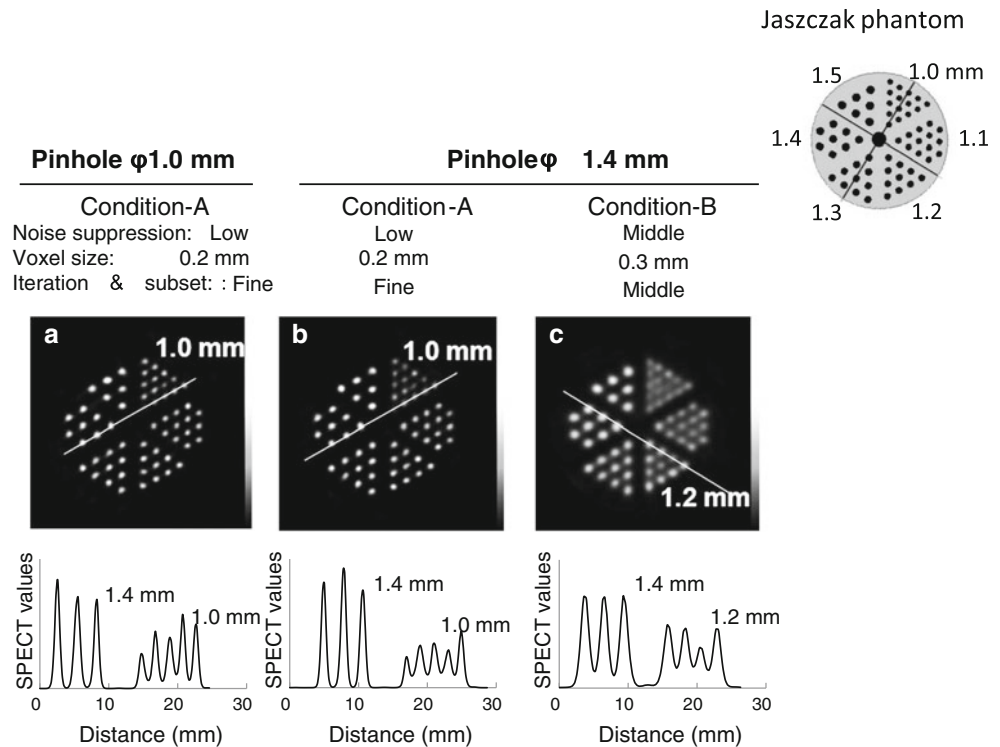 Jaszczak phantom
1.5
1.0 mm
1.4
1.1
1.3
1.2
Pinhole φ1.0 mm
Pinholeφ 1.4 mm
Condition-A
Condition-A
Condition-B
Noise suppression: Low
Low
Middle
Voxel size: 0.2 mm
0.2 mm
0.3 mm
Iteration & subset: : Fine
Fine
Middle
a
1.0 mm
b
1.0 mm
c
1.2 mm
SPECT values
1.4 mm
1.0 mm
0 10 20 30
Distance (mm)
SPECT values
1.4 mm
1.0 mm
0 10 20 30
Distance (mm)
SPECT values
1.4 mm
1.2 mm
0 10 20 30
Distance (mm)